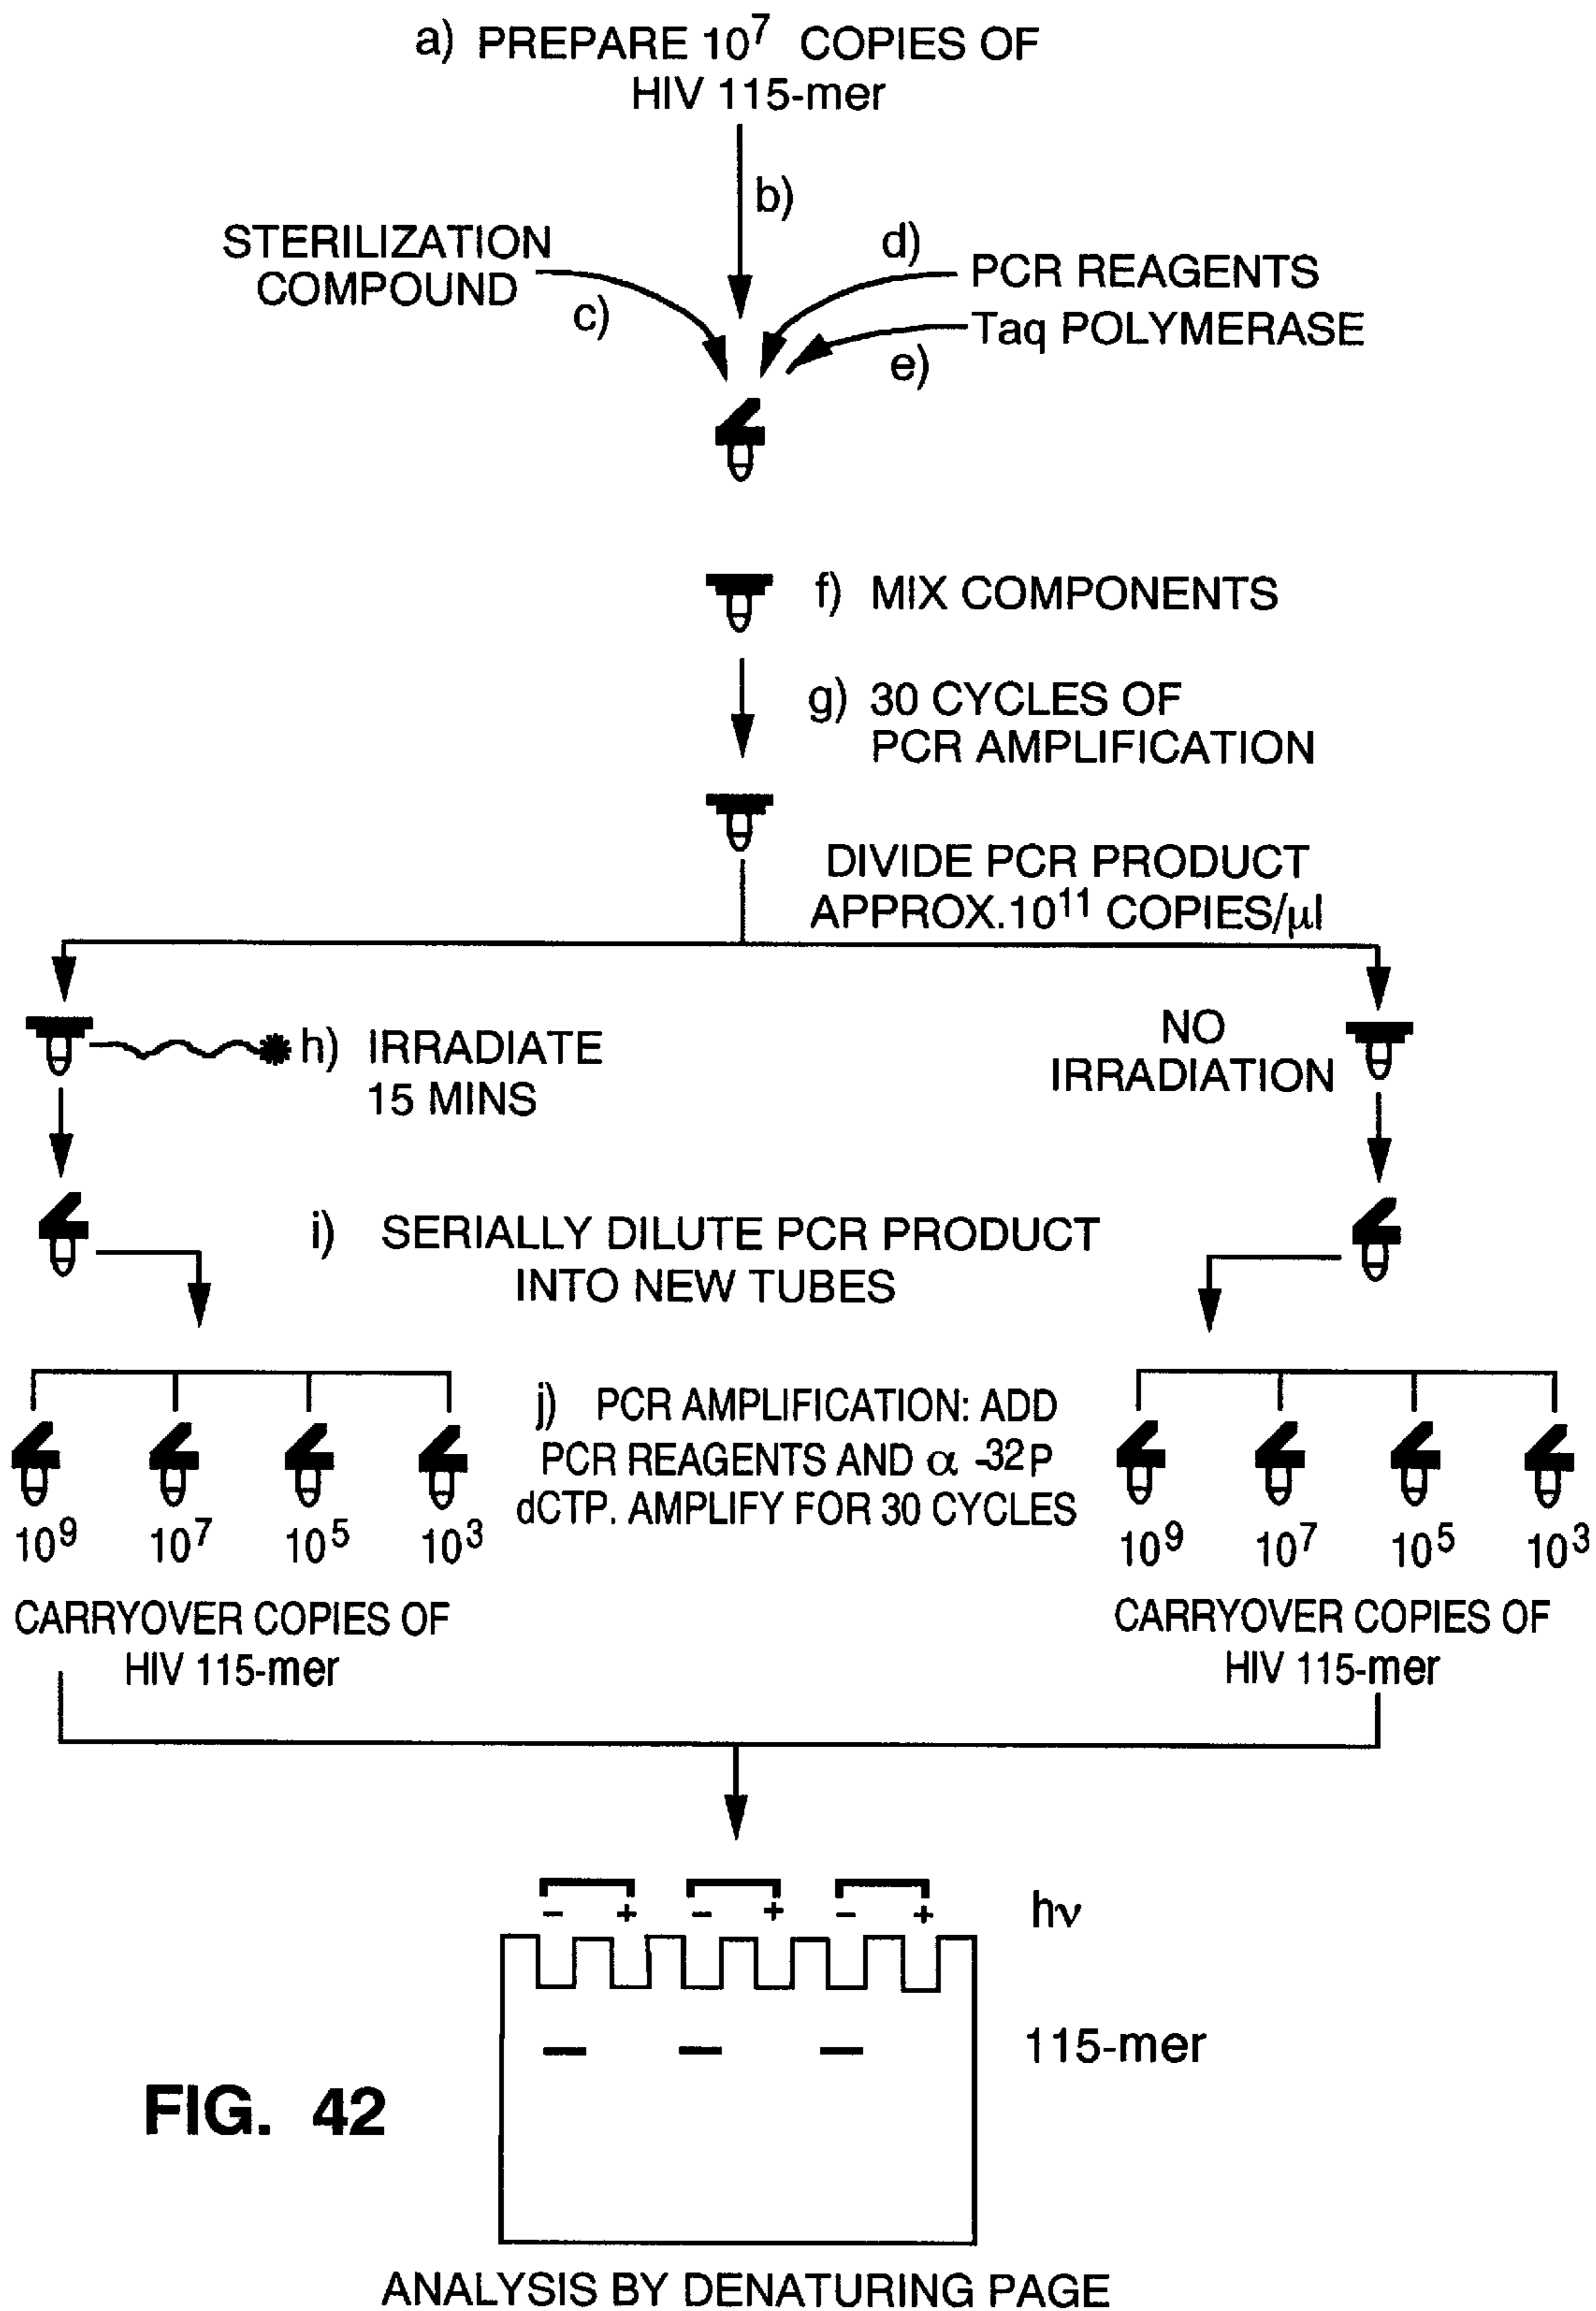 a) PREPARE 10⁷ COPIES OF
HIV 115-mer
b)
STERILIZATION
COMPOUND
c)
d)
PCR REAGENTS
Taq POLYMERASE
e)
f) MIX COMPONENTS
g) 30 CYCLES OF
PCR AMPLIFICATION
DIVIDE PCR PRODUCT
APPROX.10¹¹ COPIES/µl
h) IRRADIATE
15 MINS
NO
IRRADIATION
i) SERIALLY DILUTE PCR PRODUCT
INTO NEW TUBES
j) PCR AMPLIFICATION: ADD
PCR REAGENTS AND α -32P
dCTP. AMPLIFY FOR 30 CYCLES
10⁹ 10⁷ 10⁵ 10³
CARRYOVER COPIES OF
HIV 115-mer
10⁹ 10⁷ 10⁵ 10³
CARRYOVER COPIES OF
HIV 115-mer
– + – + – + hν
115-mer
FIG. 42
ANALYSIS BY DENATURING PAGE